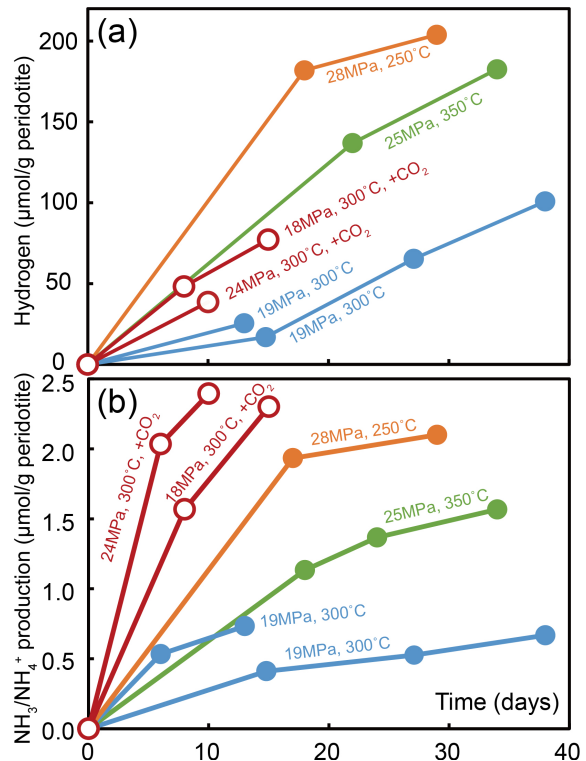 (a)
Hydrogen (μmol/g peridotite)
200
150
100
50
0
28MPa, 250˚C
25MPa, 350˚C
18MPa, 300˚C, +CO₂
24MPa, 300˚C, +CO₂
19MPa, 300˚C
19MPa, 300˚C
(b)
NH₃/NH₄⁺ production (μmol/g peridotite)
2.5
2.0
1.5
1.0
0.5
0.0
24MPa, 300˚C, +CO₂
18MPa, 300˚C, +CO₂
28MPa, 250˚C
25MPa, 350˚C
19MPa, 300˚C
19MPa, 300˚C
Time (days)
0 10 20 30 40